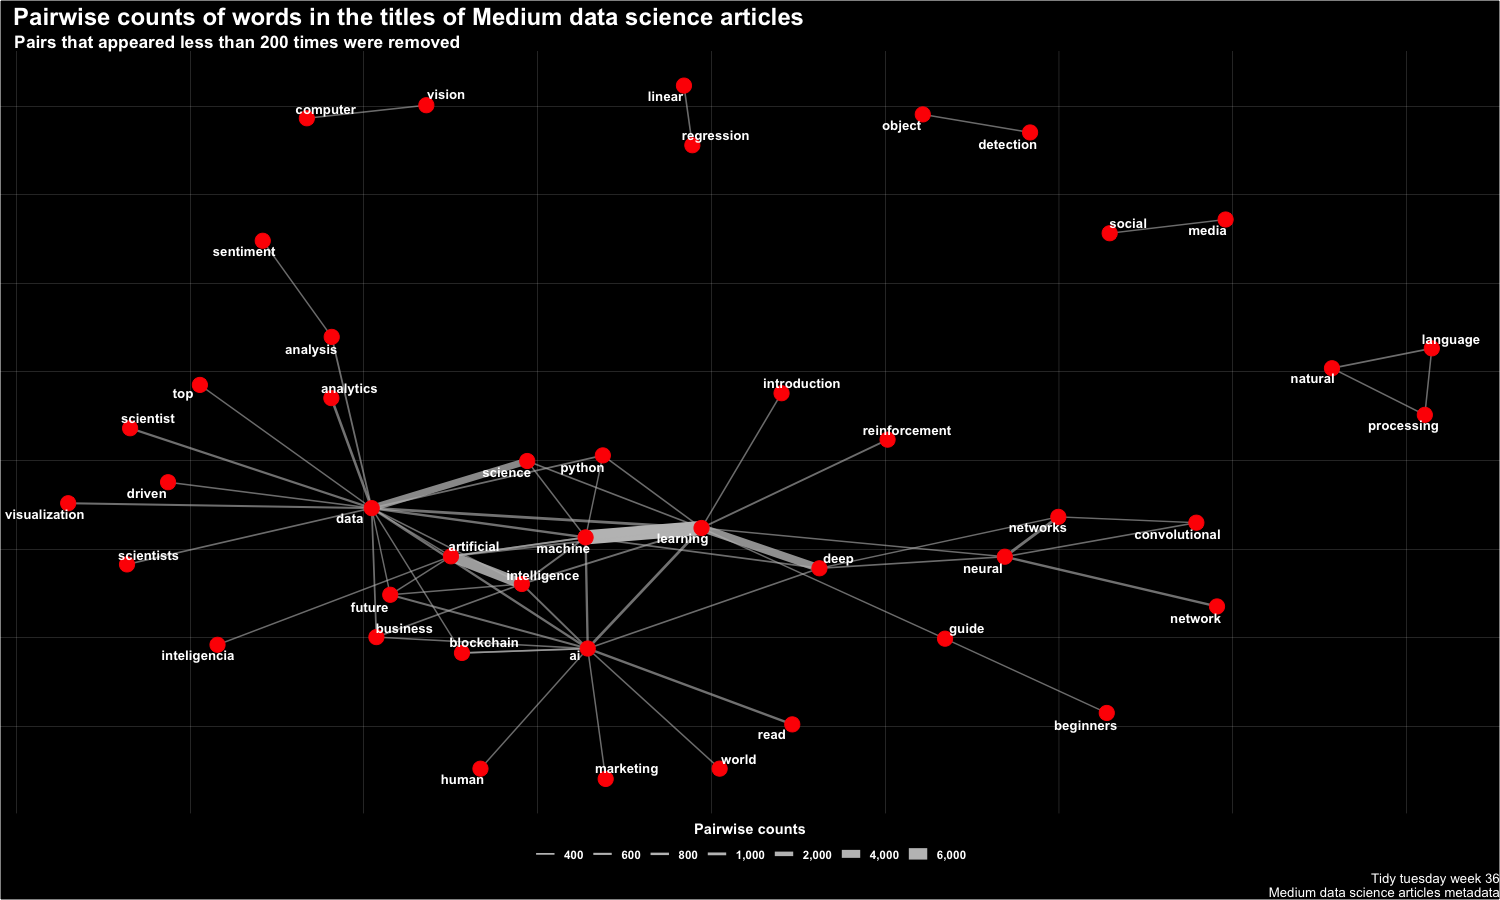 Pairwise counts of words in the titles of Medium data science articles
Pairs that appeared less than 200 times were removed
linear
vision
computer
object
regression
detection
social
media
sentiment
language
analysis
natural
introduction
analytics
top
scientist
processing
reinforcement
science
python
driven
visualization
data
networks
convolutional
learning
artificial
machine
scientists
deep
neural
intelligence
future
network
business
guide
blockchain
inteligencia
ai
beginners
read
world
marketing
human
Pairwise counts
400 600 800 1,000 2,000 4,000 6,000
Tidy tuesday week 36
Medium data science articles metadata